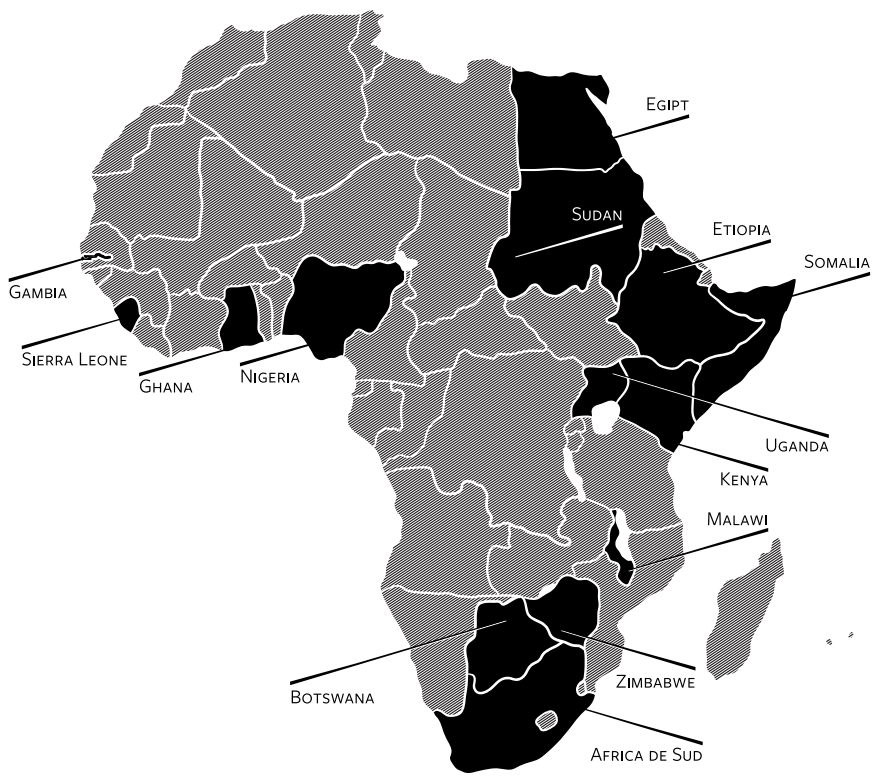 Egipt
Sudan
Etiopia
Somalia
Gambia
Sierra Leone
Ghana
Nigeria
Uganda
Kenya
Malawi
Zimbabwe
Botswana
Africa de Sud